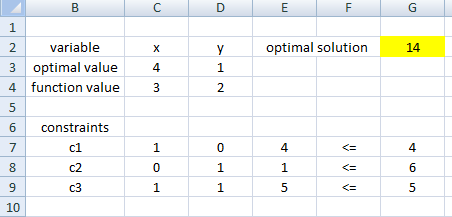 B C D E F G
1
2 variable x y optimal solution 14
3 optimal value 4 1
4 function value 3 2
5
6 constraints
7 c1 1 0 4 <= 4
8 c2 0 1 1 <= 6
9 c3 1 1 5 <= 5
10